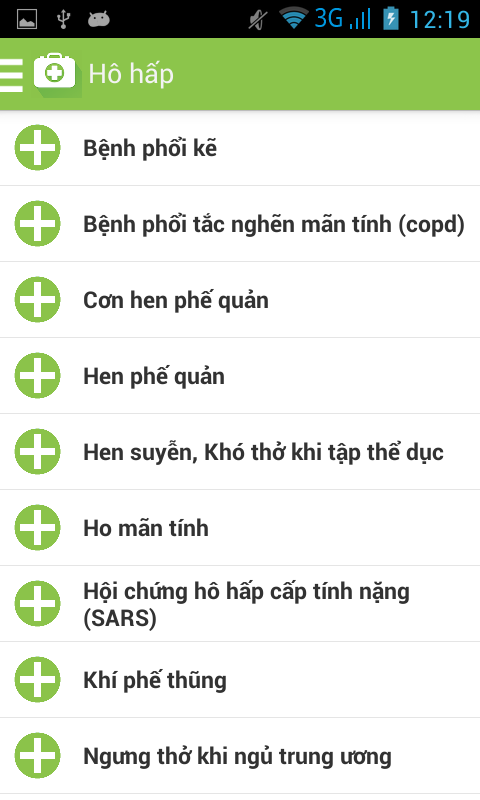 3G 12:19
Hô hấp
Bệnh phổi kẽ
Bệnh phổi tắc nghẽn mãn tính (copd)
Cơn hen phế quản
Hen phế quản
Hen suyễn, Khó thở khi tập thể dục
Ho mãn tính
Hội chứng hô hấp cấp tính nặng
(SARS)
Khí phế thũng
Ngưng thở khi ngủ trung ương